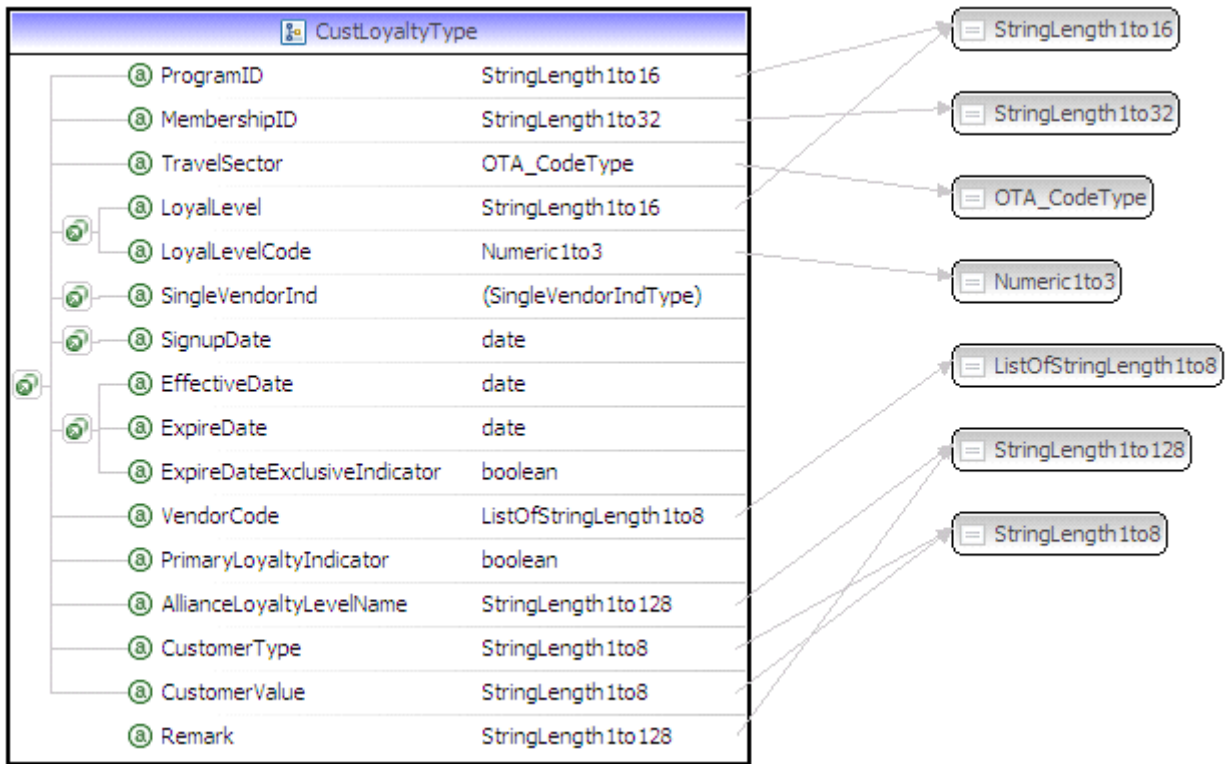 CustLoyaltyType
ProgramID StringLength1to16
MembershipID StringLength1to32
TravelSector OTA_CodeType
LoyalLevel StringLength1to16
LoyalLevelCode Numeric1to3
SingleVendorInd (SingleVendorIndType)
SignupDate date
EffectiveDate date
ExpireDate date
ExpireDateExclusiveIndicator boolean
VendorCode ListOfStringLength1to8
PrimaryLoyaltyIndicator boolean
AllianceLoyaltyLevelName StringLength1to128
CustomerType StringLength1to8
CustomerValue StringLength1to8
Remark StringLength1to128
StringLength1to16
StringLength1to32
OTA_CodeType
Numeric1to3
ListOfStringLength1to8
StringLength1to128
StringLength1to8